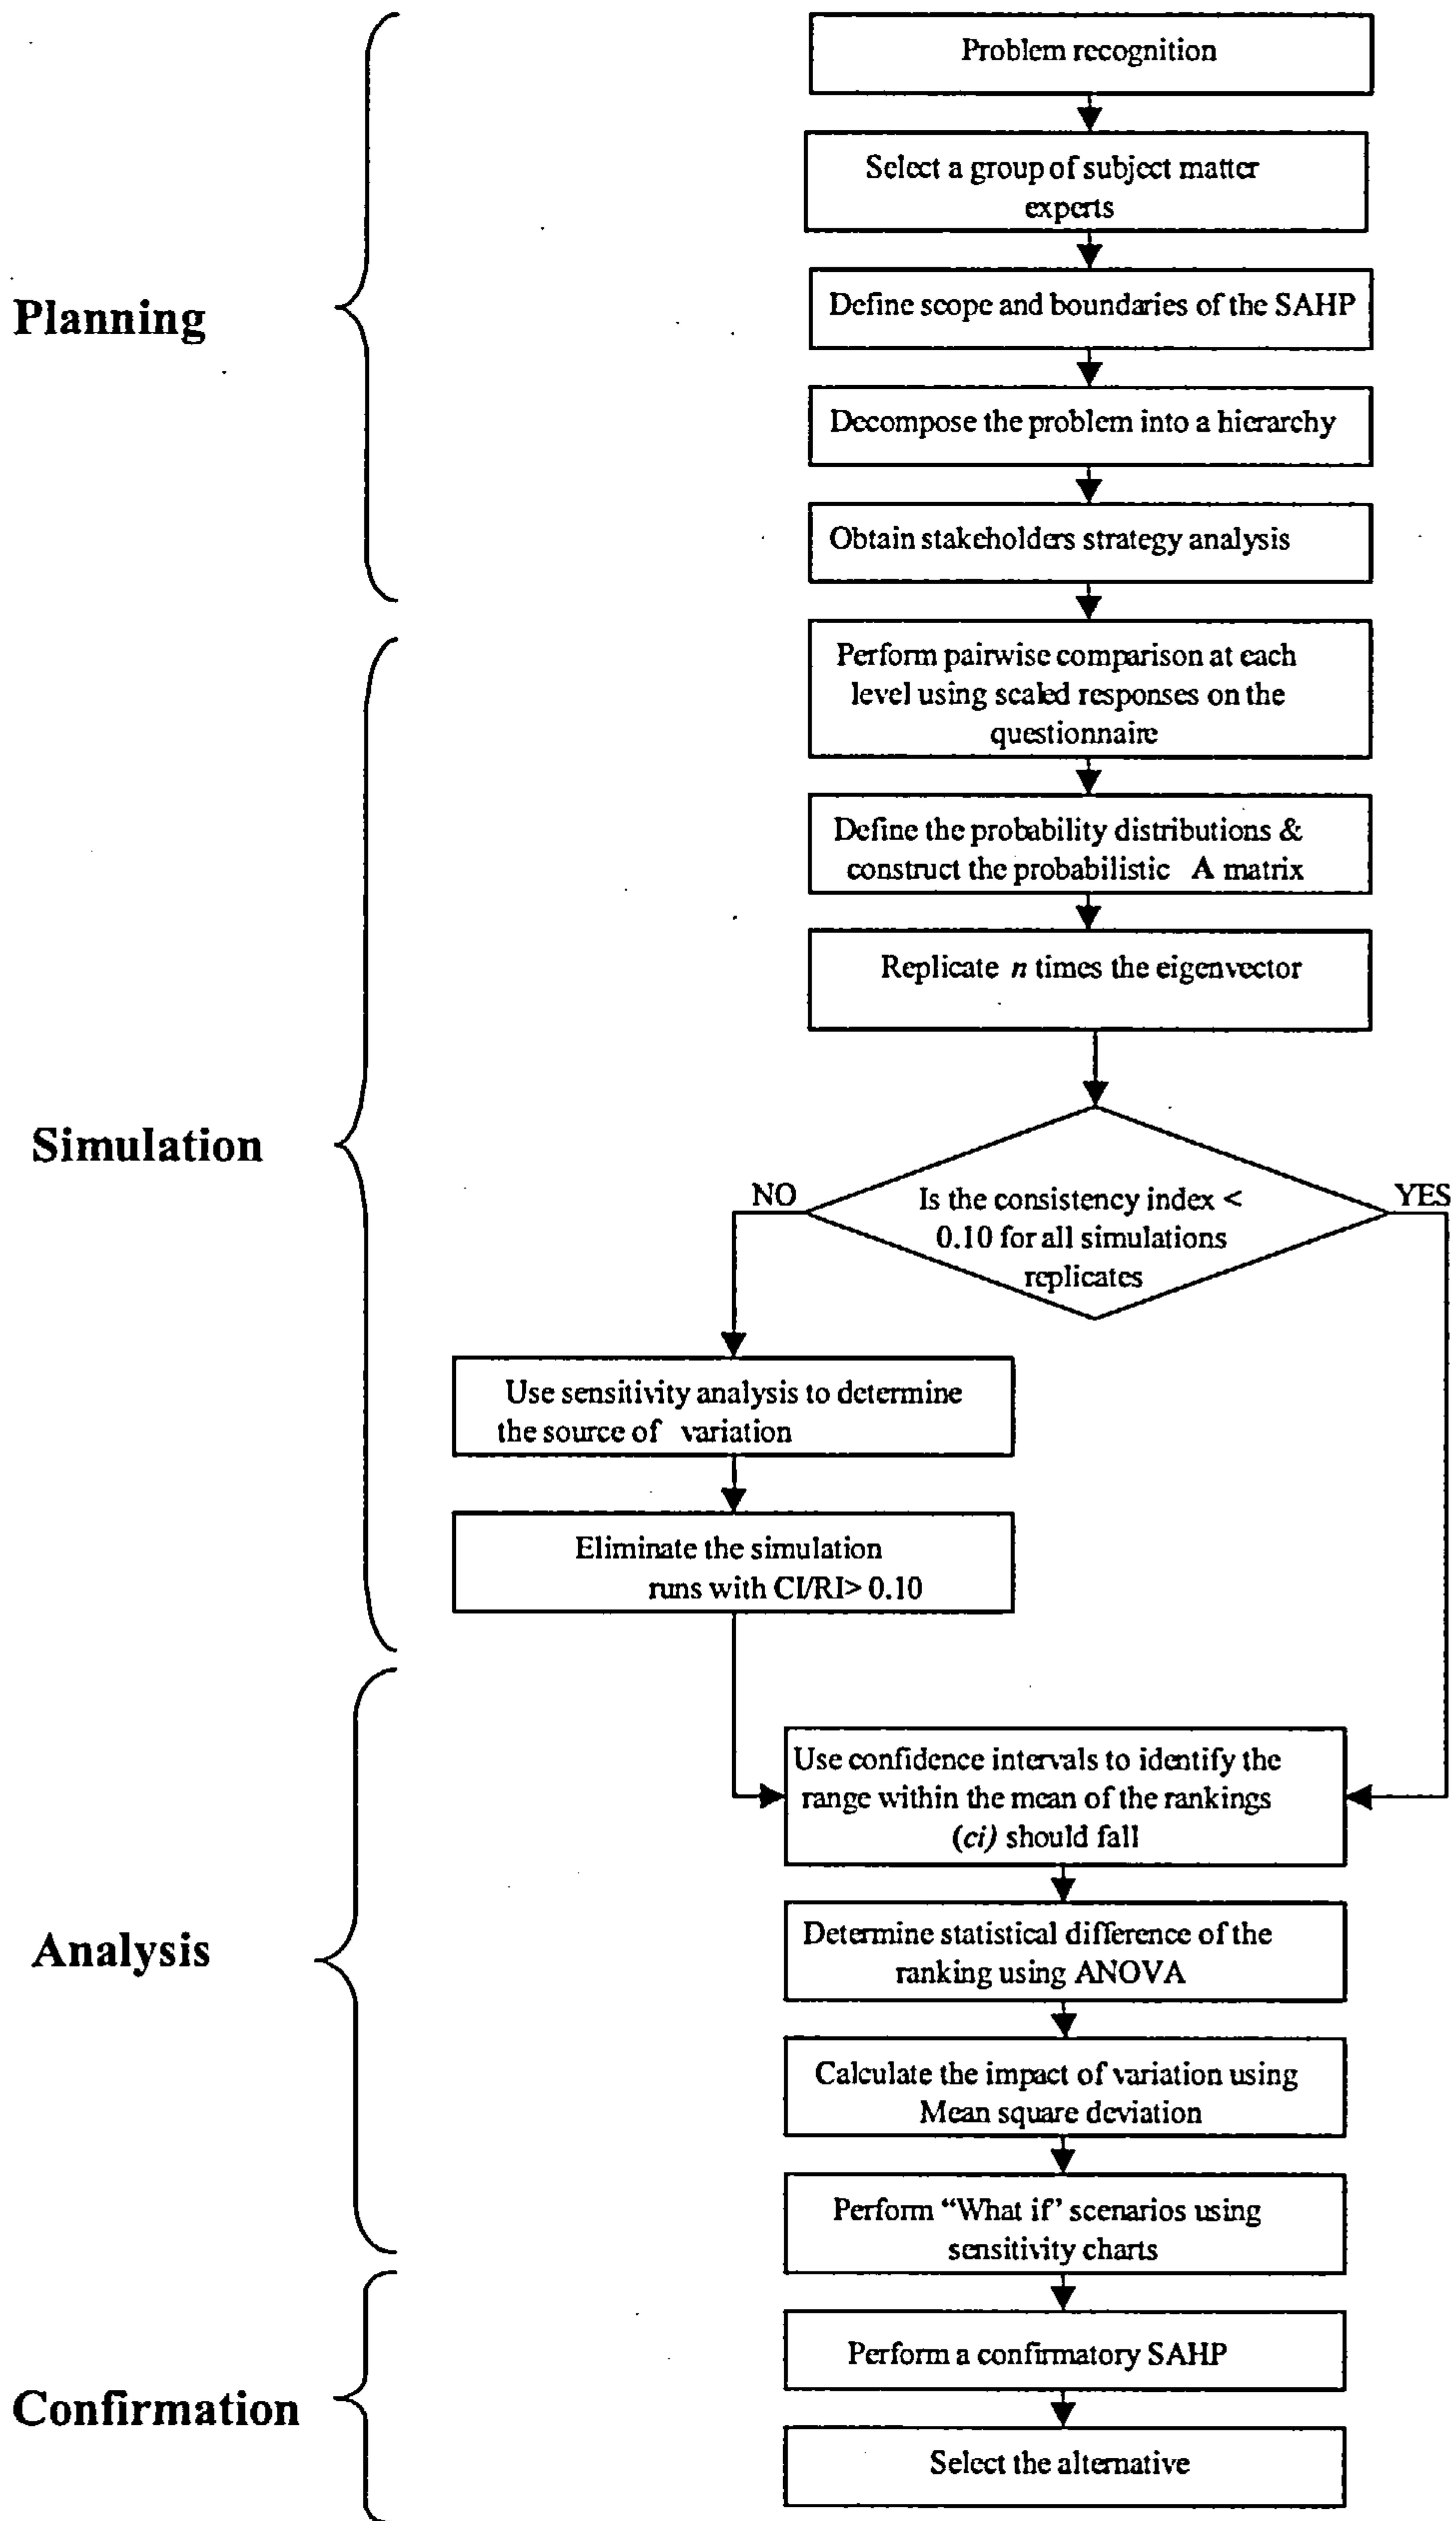 Problem recognition
Select a group of subject matter
experts
Planning
Define scope and boundaries of the SAHP
Decompose the problem into a hierarchy
Obtain stakeholders strategy analysis
Perform pairwise comparison at each
level using scaled responses on the
questionnaire
Define the probability distributions &
construct the probabilistic A matrix
Replicate n times the eigenvector
Simulation
NO
Is the consistency index <
0.10 for all simulations
replicates
YES
Use sensitivity analysis to determine
the source of variation
Eliminate the simulation
runs with CI/RI> 0.10
Use confidence intervals to identify the
range within the mean of the rankings
(ci) should fall
Analysis
Determine statistical difference of the
ranking using ANOVA
Calculate the impact of variation using
Mean square deviation
Perform “What if” scenarios using
sensitivity charts
Confirmation
Perform a confirmatory SAHP
Select the alternative